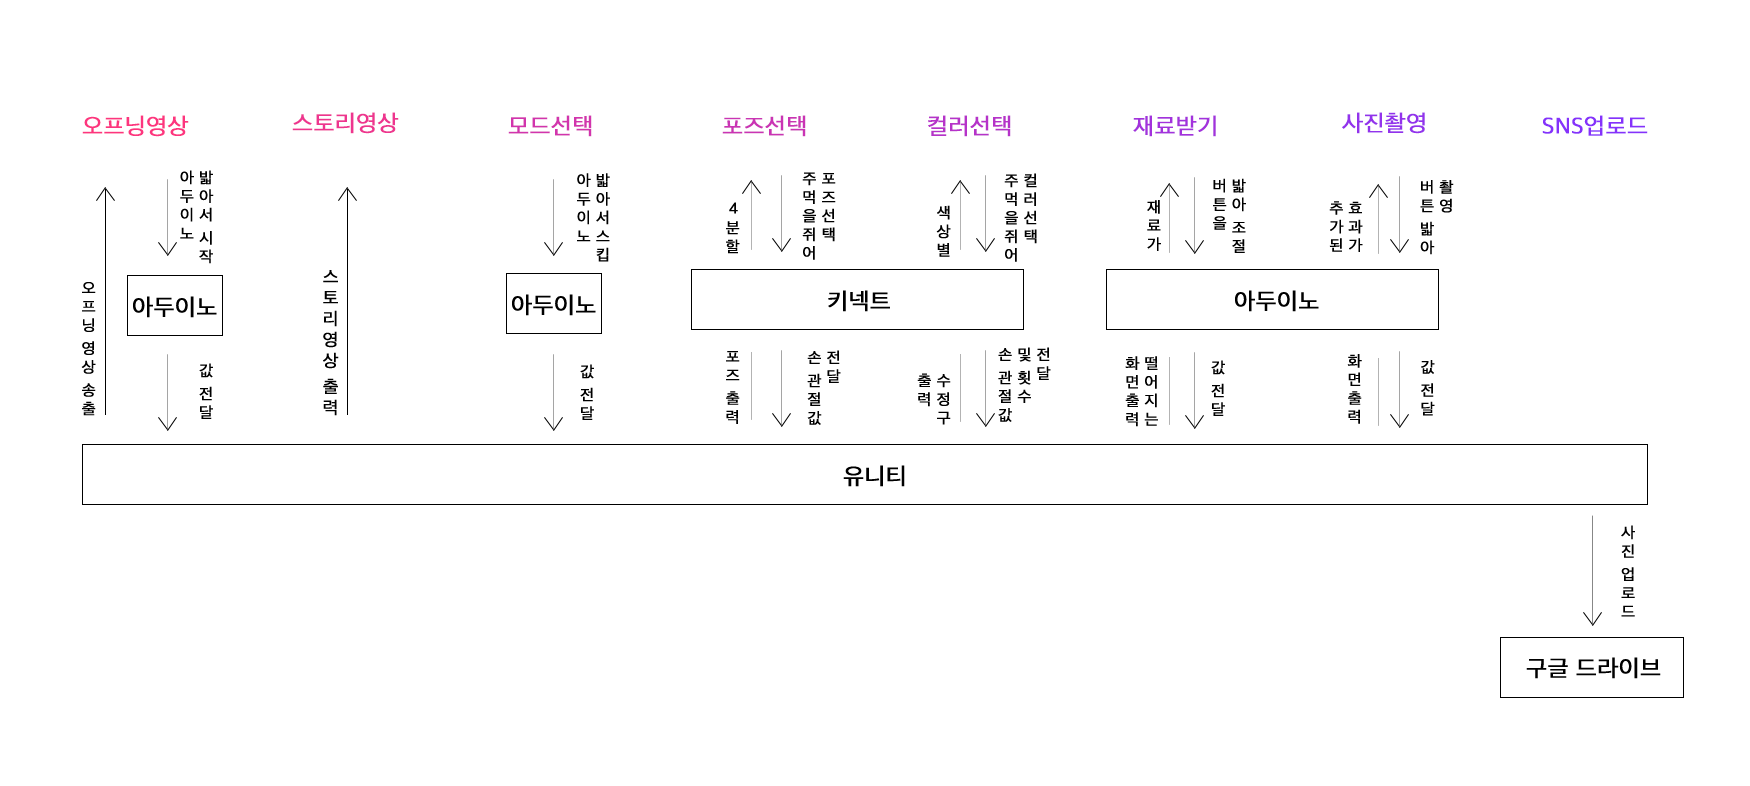 오프닝영상
스토리영상
모드선택
포즈선택
컬러선택
재료받기
사진촬영
SNS업로드
아두이노
밟아서 시작
아두이노
밟아서스킵
4분할
주먹을쥐어
포즈선택
색상별
주먹을쥐어
컬러선택
재료가
버튼을
밟아 조절
추가된
효과가
버튼 밟아
촬영
오프닝 영상 송출
아두이노
스토리영상 출력
아두이노
키넥트
아두이노
값 전달
값 전달
포즈 출력
손 관절값
전달
출력
수정구
손 관절값
및 횟수
전달
화면출력
떨어지는
값 전달
화면출력
값 전달
유니티
사진 업로드
구글 드라이브